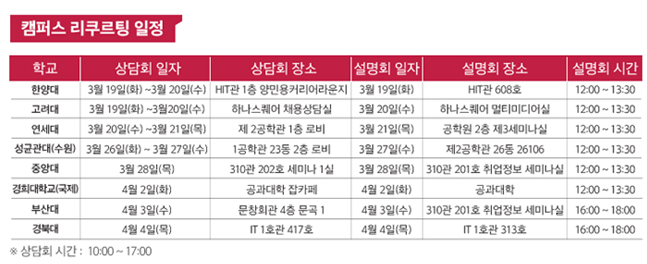 캠퍼스 리쿠르팅 일정
학교 상담회 일자 상담회 장소 설명회 일자 설명회 장소 설명회 시간
한양대 3월 19일(화) ~3월 20일(수) HIT관 1층 양민용커리어라운지 3월 19일(화) HIT관 608호 12:00 ~ 13:30
고려대 3월 19일(화) ~3월20일(수) 하나스퀘어 채용상담실 3월 20일(수) 하나스퀘어 멀티미디어실 12:00 ~ 13:30
연세대 3월 20일(수) ~3월 21일(목) 제 2공학관 1층 로비 3월 21일(목) 공학원 2층 제3세미나실 12:00 ~ 13:30
성균관대(수원) 3월 26일(화) ~ 3월 27일(수) 1공학관 23동 2층 로비 3월 27일(수) 제2공학관 26동 26106 12:00 ~ 13:30
중앙대 3월 28일(목) 310관 202호 세미나 1실 3월 28일(목) 310관 201호 취업정보 세미나실 12:00 ~ 13:30
경희대학교(국제) 4월 2일(화) 공과대학 잡카페 4월 2일(화) 공과대학 12:00 ~ 13:30
부산대 4월 3일(수) 문창회관 4층 문곡 1 4월 3일(수) 310관 201호 취업정보 세미나실 16:00 ~ 18:00
경북대 4월 4일(목) IT 1호관 417호 4월 4일(목) IT 1호관 313호 16:00 ~ 18:00
※ 상담회 시간 : 10:00 ~ 17:00